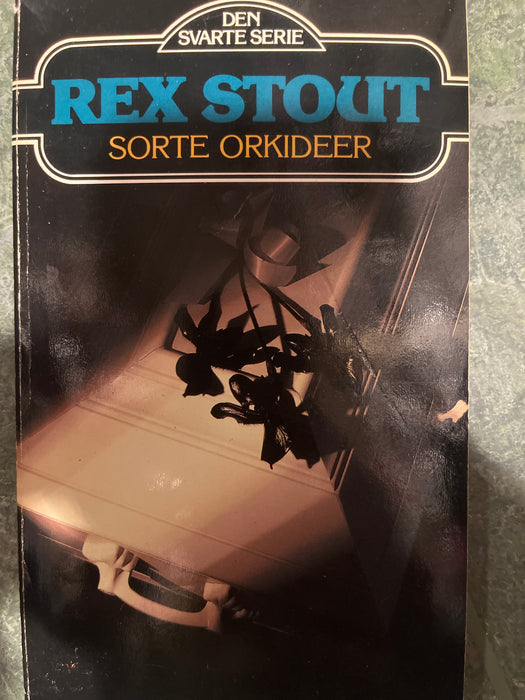 DEN
SVARTE SERIE
REX STOUT
SORTE ORKIDEER